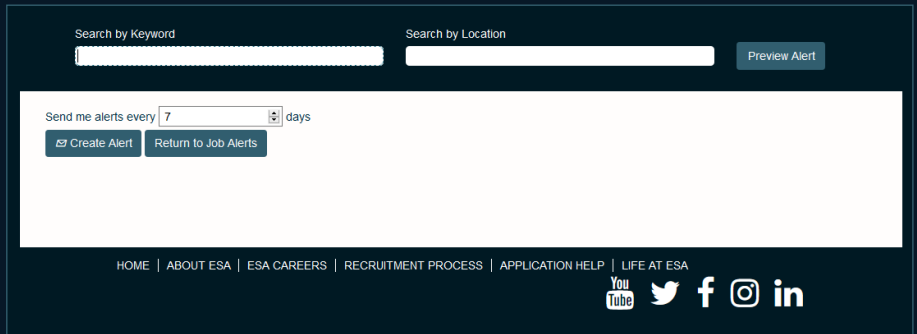 Search by Keyword Search by Location
Preview Alert
Send me alerts every 7 days
Create Alert Return to Job Alerts
HOME ABOUT ESA ESA CAREERS RECRUITMENT PROCESS APPLICATION HELP LIFE AT ESA
You
Tube
f in